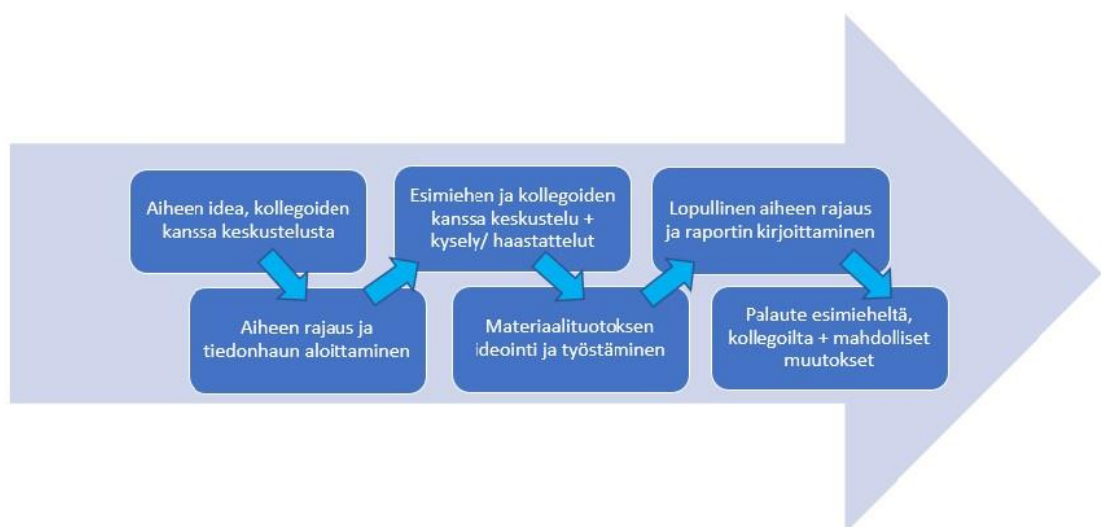 Aiheen idea, kollegoiden
kanssa keskustelusta
Aiheen rajaus ja
tiedonhaun aloittaminen
Esimiehen ja kollegoiden
kanssa keskustelu +
kysely/ haastattelut
Materiaalituotoksen
ideointi ja työstäminen
Lopullinen aiheen rajaus
ja raportin kirjoittaminen
Palaute esimieheltä,
kollegoilta + mahdolliset
muutokset